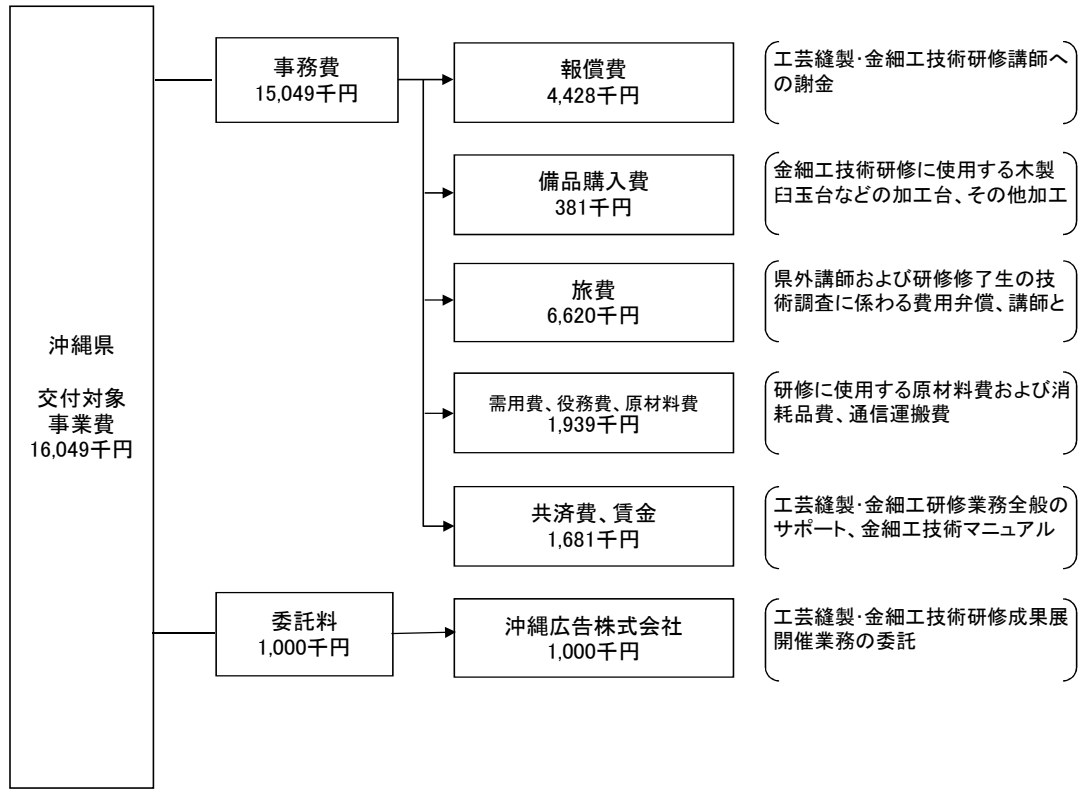 沖縄県
交付対象
事業費
16,049千円
事務費
15,049千円
報償費
4,428千円
工芸縫製・金細工技術研修講師へ
の謝金
備品購入費
381千円
金細工技術研修に使用する木製
臼玉台などの加工台、その他加工
旅費
6,620千円
県外講師および研修修了生の技
術調査に係わる費用弁償、講師と
需用費、役務費、原材料費
1,939千円
研修に使用する原材料費および消
耗品費、通信運搬費
共済費、賃金
1,681千円
工芸縫製・金細工研修業務全般の
サポート、金細工技術マニュアル
委託料
1,000千円
沖縄広告株式会社
1,000千円
工芸縫製・金細工技術研修成果展
開催業務の委託